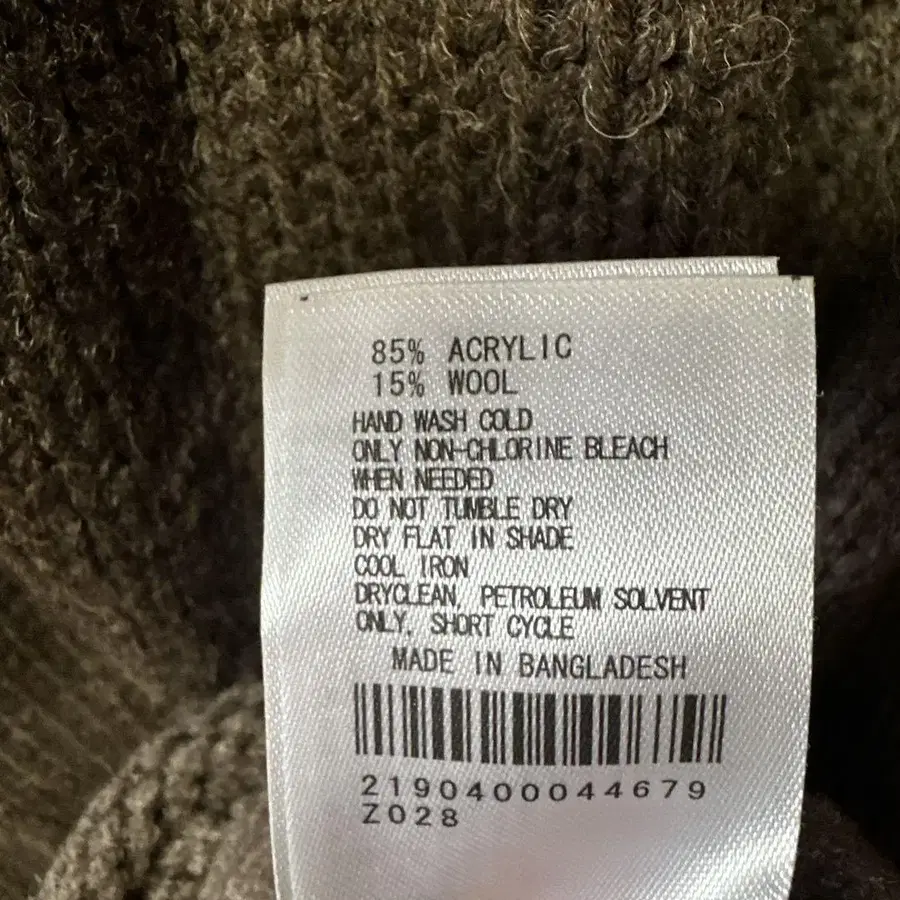 85% ACRYLIC
15% WOOL
HAND WASH COLD
ONLY NON-CHLORINE BLEACH
WHEN NEEDED
DO NOT TUMBLE DRY
DRY FLAT IN SHADE
COOL IRON
DRYCLEAN, PETROLEUM SOLVENT
ONLY, SHORT CYCLE
MADE IN BANGLADESH
2190400044679
Z028